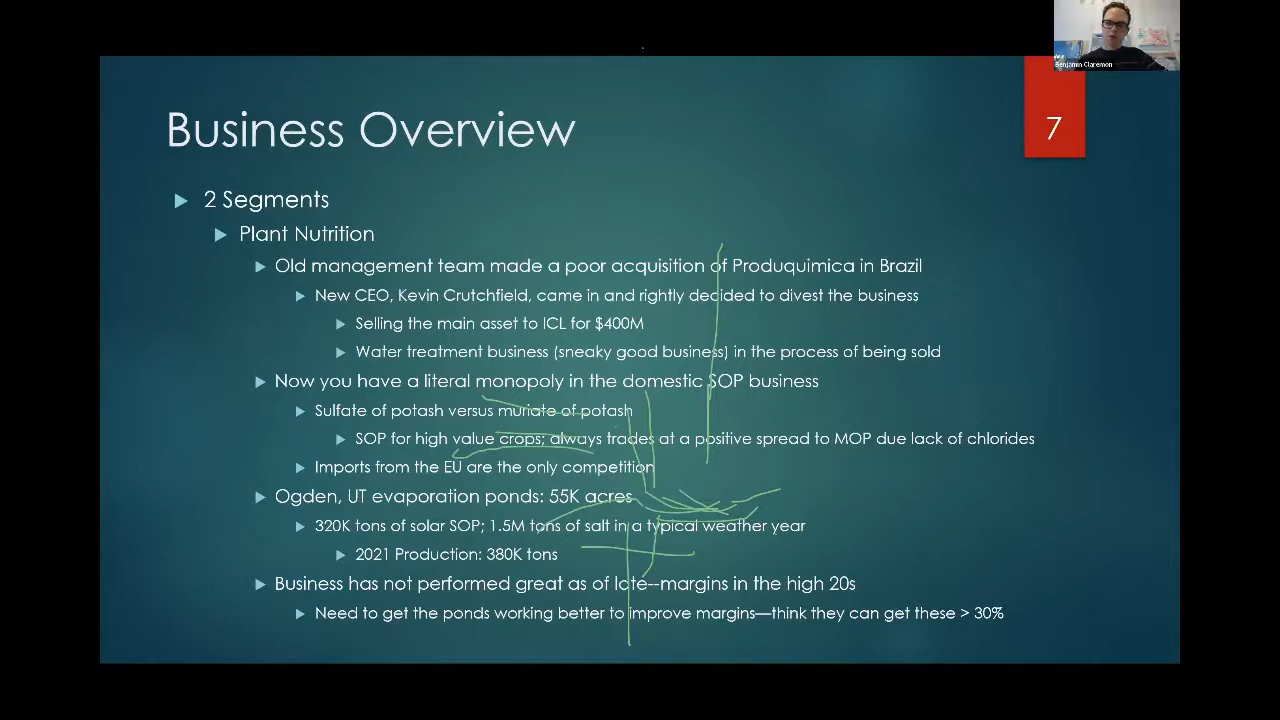 Benjamin Claremon
Business Overview
7
2 Segments
Plant Nutrition
Old management team made a poor acquisition of Produquimica in Brazil
New CEO, Kevin Crutchfield, came in and rightly decided to divest the business
Selling the main asset to ICL for $400M
Water treatment business (sneaky good business) in the process of being sold
Now you have a literal monopoly in the domestic SOP business
Sulfate of potash versus muriate of potash
SOP for high value crops; always trades at a positive spread to MOP due lack of chlorides
Imports from the EU are the only competition
Ogden, UT evaporation ponds: 55K acres
320K tons of solar SOP; 1.5M tons of salt in a typical weather year
2021 Production: 380K tons
Business has not performed great as of late--margins in the high 20s
Need to get the ponds working better to improve margins—think they can get these > 30%